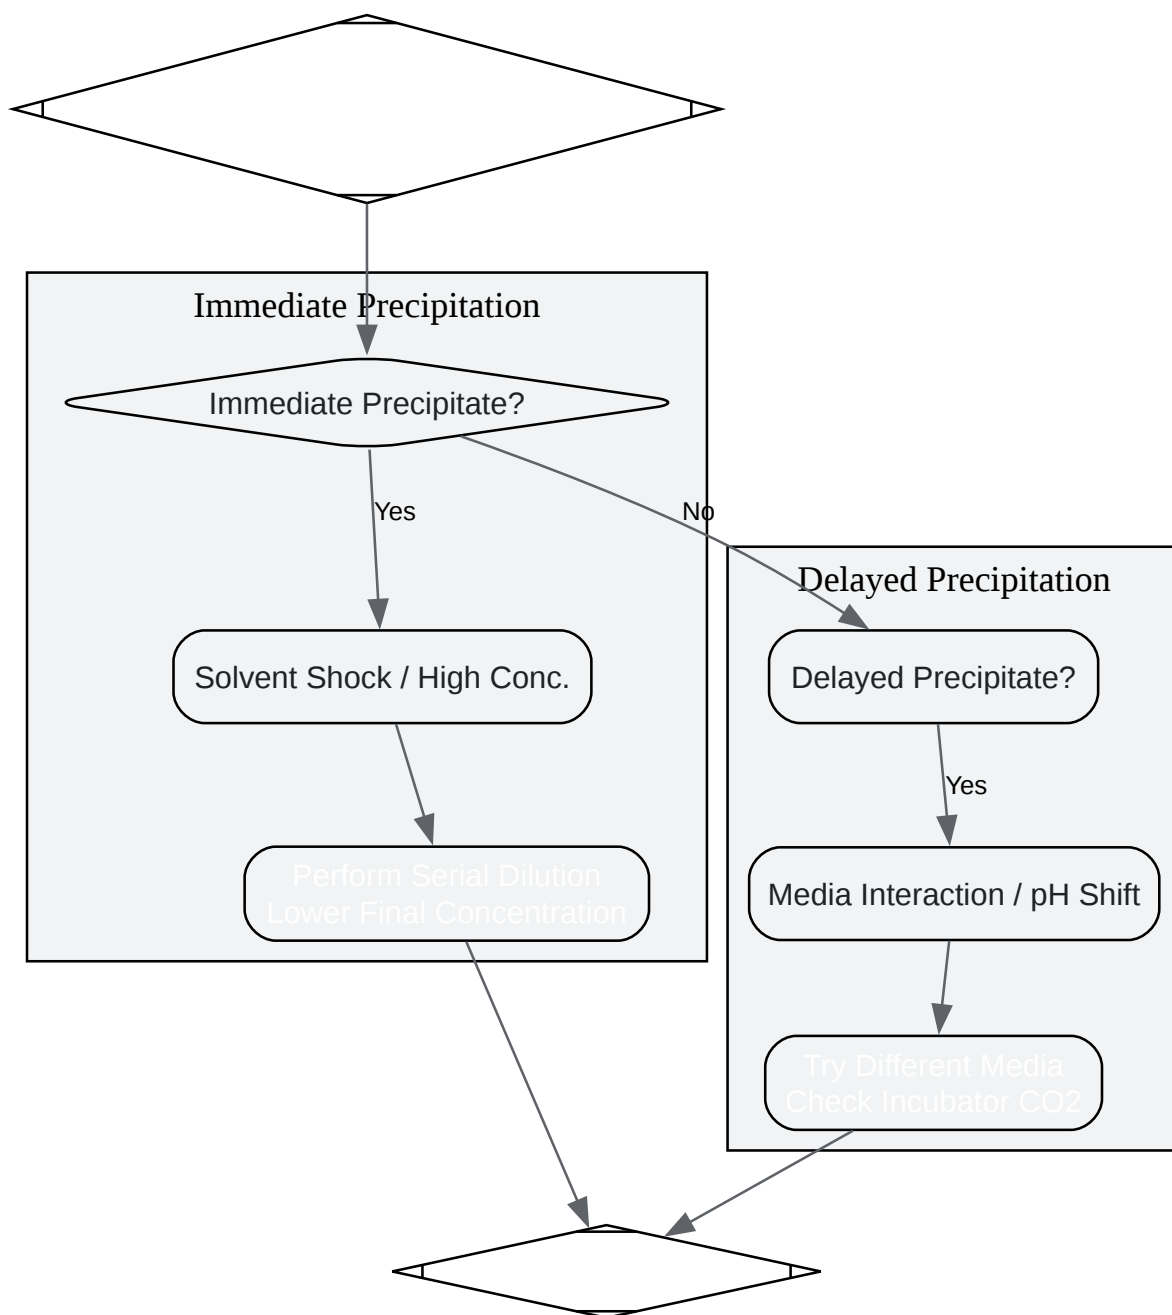 Immediate Precipitation
Immediate Precipitate?
Yes
No
Delayed Precipitation
Solvent Shock / High Conc.
Delayed Precipitate?
Yes
Perform Serial Dilution
Lower Final Concentration
Media Interaction / pH Shift
Try Different Media
Check Incubator CO2